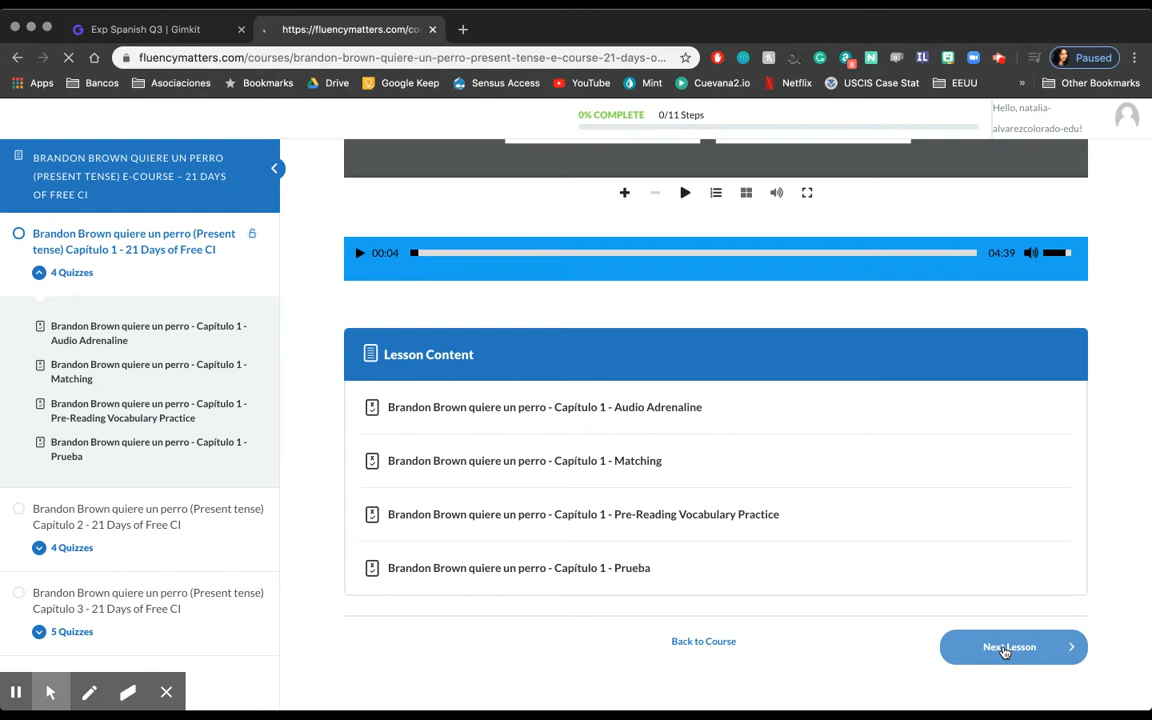 Exp Spanish Q3 | Gimkit
https://fluencymatters.com/co
fluencymatters.com/courses/brandon-brown-quiere-un-perro-present-tense-e-course-21-days-o...
Paused
Apps
Bancos
Asociaciones
Bookmarks
Drive
Google Keep
Sensus Access
YouTube
Mint
Cuevana2.io
Netflix
USCIS Case Stat
EEUU
»
Other Bookmarks
0% COMPLETE 0/11 Steps
Hello, natalia-
alvarezcolorado-edu!
BRANDON BROWN QUIERE UN PERRO
(PRESENT TENSE) E-COURSE – 21 DAYS
OF FREE CI
Brandon Brown quiere un perro (Present
tense) Capítulo 1 - 21 Days of Free CI
4 Quizzes
Brandon Brown quiere un perro - Capítulo 1 -
Audio Adrenaline
Brandon Brown quiere un perro - Capítulo 1 -
Matching
Brandon Brown quiere un perro - Capítulo 1 -
Pre-Reading Vocabulary Practice
Brandon Brown quiere un perro - Capítulo 1 -
Prueba
Brandon Brown quiere un perro (Present tense)
Capítulo 2 - 21 Days of Free CI
4 Quizzes
Brandon Brown quiere un perro (Present tense)
Capítulo 3 - 21 Days of Free CI
5 Quizzes
00:04
04:39
Lesson Content
Brandon Brown quiere un perro - Capítulo 1 - Audio Adrenaline
Brandon Brown quiere un perro - Capítulo 1 - Matching
Brandon Brown quiere un perro - Capítulo 1 - Pre-Reading Vocabulary Practice
Brandon Brown quiere un perro - Capítulo 1 - Prueba
Back to Course
Next Lesson